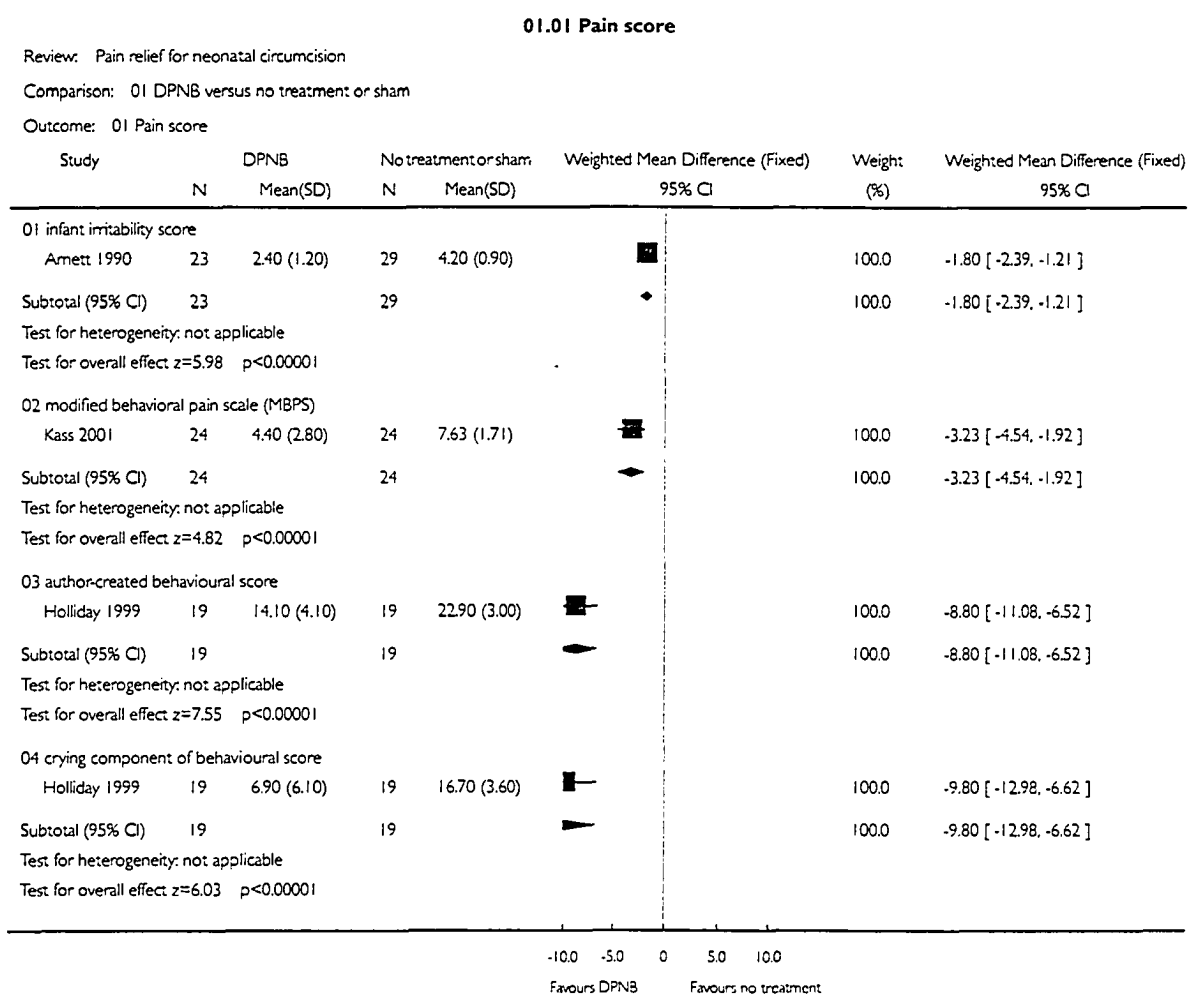 01.01 Pain score
Review: Pain relief for neonatal circumcision
Comparison: 01 DPNB versus no treatment or sham
Outcome: 01 Pain score
Study DPNB No treatment or sham Weighted Mean Difference (Fixed) Weight Weighted Mean Difference (Fixed)
N Mean(SD) N Mean(SD) 95% CI (%) 95% CI
01 infant irritability score
Arnett 1990 23 2.40 (1.20) 29 4.20 (0.90) 100.0 -1.80 [ -2.39, -1.21 ]
Subtotal (95% CI) 23 29 100.0 -1.80 [ -2.39, -1.21 ]
Test for heterogeneity: not applicable
Test for overall effect z=5.98 p<0.00001
02 modified behavioral pain scale (MBPS)
Kass 2001 24 4.40 (2.80) 24 7.63 (1.71) 100.0 -3.23 [ -4.54, -1.92 ]
Subtotal (95% CI) 24 24 100.0 -3.23 [ -4.54, -1.92 ]
Test for heterogeneity: not applicable
Test for overall effect z=4.82 p<0.00001
03 author-created behavioural score
Holliday 1999 19 14.10 (4.10) 19 22.90 (3.00) 100.0 -8.80 [ -11.08, -6.52 ]
Subtotal (95% CI) 19 19 100.0 -8.80 [ -11.08, -6.52 ]
Test for heterogeneity: not applicable
Test for overall effect z=7.55 p<0.00001
04 crying component of behavioural score
Holliday 1999 19 6.90 (6.10) 19 16.70 (3.60) 100.0 -9.80 [ -12.98, -6.62 ]
Subtotal (95% CI) 19 19 100.0 -9.80 [ -12.98, -6.62 ]
Test for heterogeneity: not applicable
Test for overall effect z=6.03 p<0.00001
-10.0 -5.0 0 5.0 10.0
Favours DPNB Favours no treatment